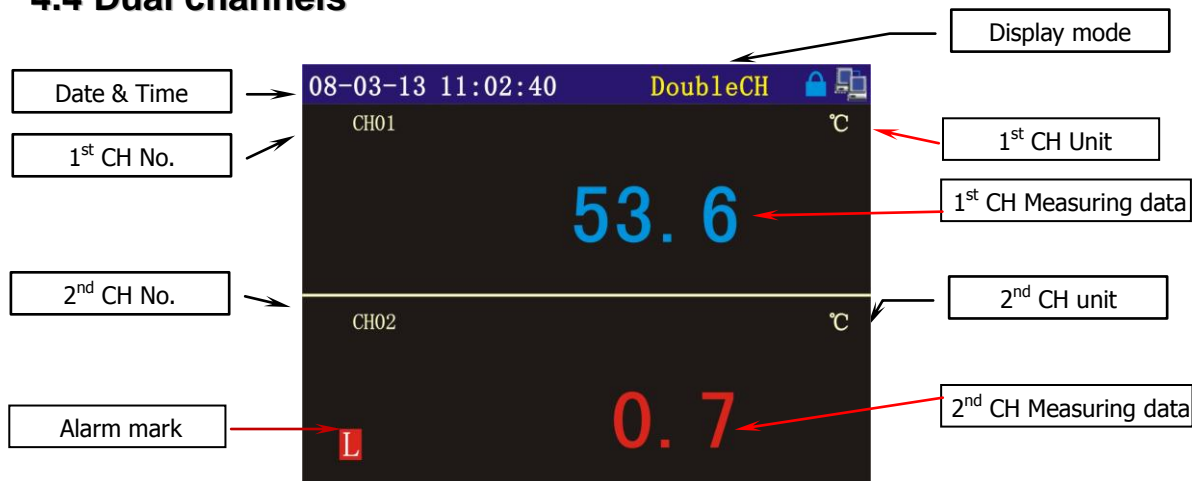 4.4 Dual channels
Display mode
Date & Time
08-03-13 11:02:40 DoubleCH
CH01 ℃
1st CH No.
1st CH Unit
53.6
1st CH Measuring data
2nd CH No.
2nd CH unit
CH02 ℃
0.7
2nd CH Measuring data
Alarm mark
L